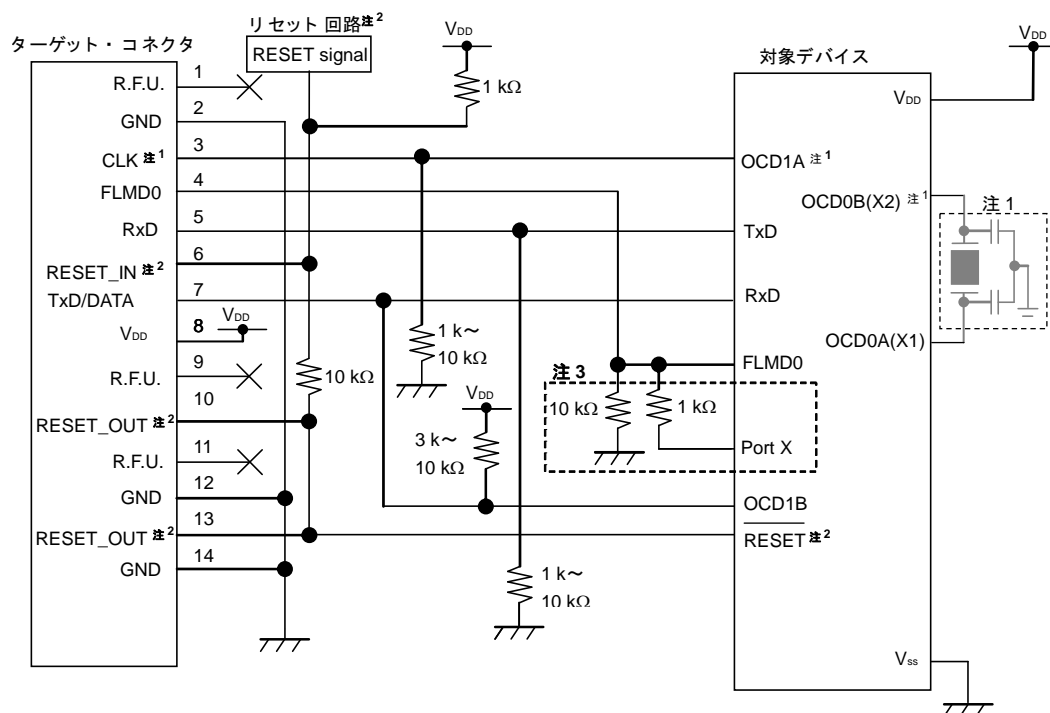 リセット回路注2
RESET signal
VDD
1 kΩ
ターゲット・コネクタ
1
R.F.U.
2
GND
3
CLK 注1
4
FLMD0
5
RxD
6
RESET_IN 注2
7
TxD/DATA
8
VDD
VDD
9
R.F.U.
10
RESET_OUT 注2
11
R.F.U.
12
GND
13
RESET_OUT 注2
14
GND
10 kΩ
1 k~
10 kΩ
VDD
3 k~
10 kΩ
1 k~
10 kΩ
注3
10 kΩ
1 kΩ
対象デバイス
VDD
VDD
OCD1A 注1
OCD0B(X2) 注1
注1
TxD
RxD
OCD0A(X1)
FLMD0
Port X
OCD1B
RESET 注2
Vss